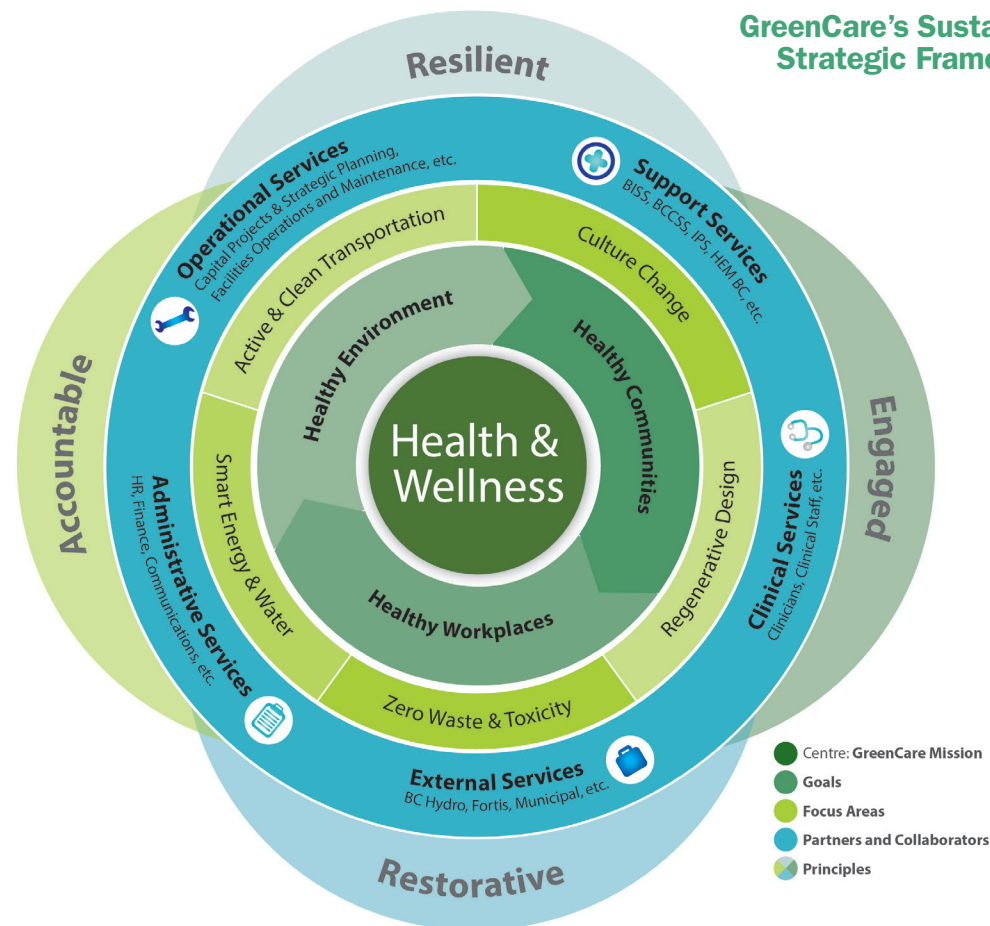 GreenCare's
Resilient
Operational Services
Capital Projects & Strategic Planning,
Facilities Operations and Maintenance, etc.
Support Services
BISS, BCCSS, IPS, HEM BC, etc.
Active & Clean Transportation
Culture Change
Healthy Environment
Healthy Communities
Accountable
Health &
Wellness
Engaged
Smart Energy & Water
Regenerative Design
Administrative Services
HR, Finance, Communications, etc.
Clinical Services
Clinicians, Clinical Staff, etc.
Healthy Workplaces
Zero Waste & Toxicity
External Services
BC Hydro, Fortis, Municipal, etc.
Restorative
Strategic
Centre: GreenCare Mission
Goals
Focus Areas
Partners and Collaborators
Principles